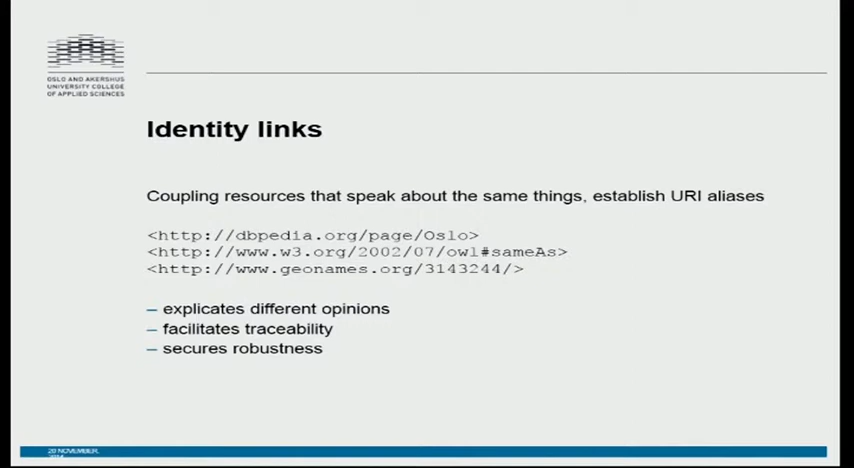 OSLO AND AKERSHUS
UNIVERSITY COLLEGE
OF APPLIED SCIENCES
Identity links
Coupling resources that speak about the same things, establish URI aliases
<http://dbpedia.org/page/Oslo>
<http://www.w3.org/2002/07/owl#sameAs>
<http://www.geonames.org/3143244/>
– explicates different opinions
– facilitates traceability
– secures robustness
20 NOVEMBER,